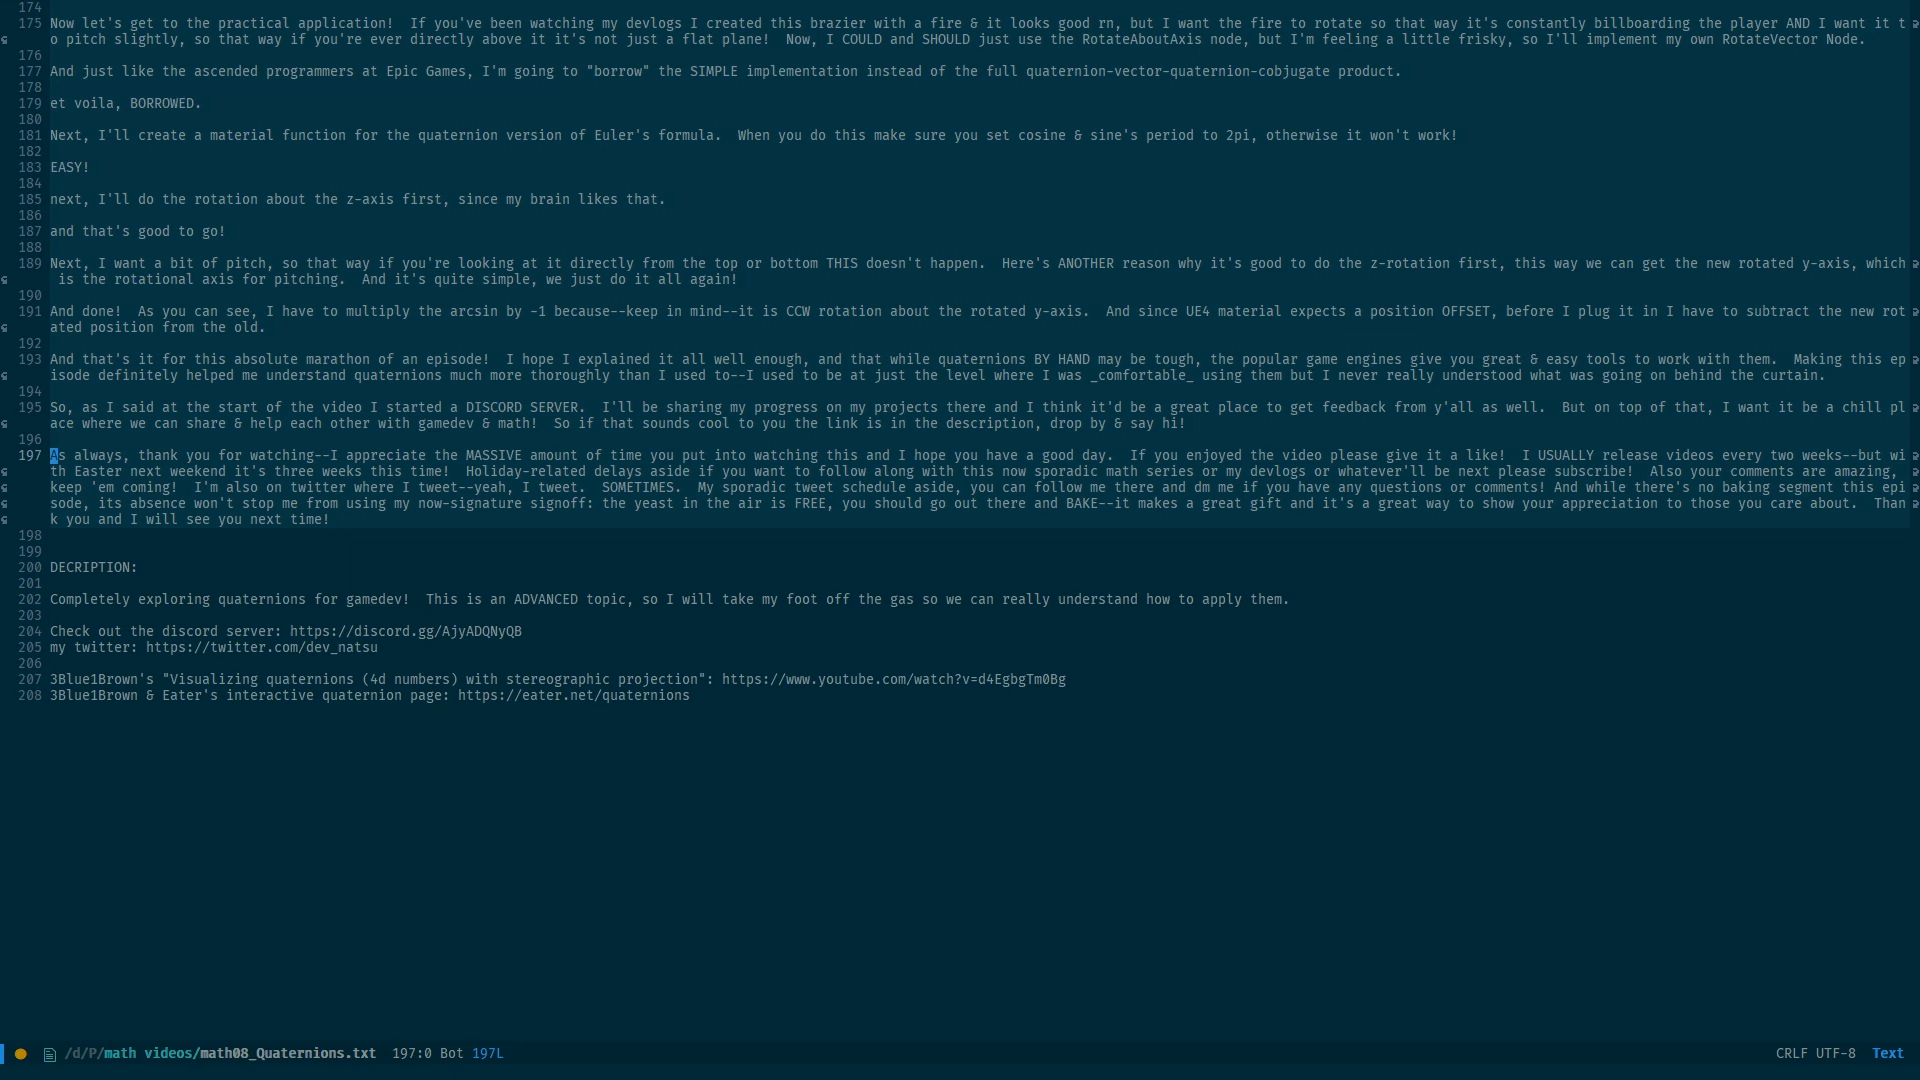 174
175 Now let's get to the practical application!  If you've been watching my devlogs I created this brazier with a fire & it looks good rn, but I want the fire to rotate so that way it's constantly billboarding the player AND I want it t
o pitch slightly, so that way if you're ever directly above it it's not just a flat plane!  Now, I COULD and SHOULD just use the RotateAboutAxis node, but I'm feeling a little frisky, so I'll implement my own RotateVector Node.
176
177 And just like the ascended programmers at Epic Games, I'm going to "borrow" the SIMPLE implementation instead of the full quaternion-vector-quaternion-cobjugate product.
178
179 et voila, BORROWED.
180
181 Next, I'll create a material function for the quaternion version of Euler's formula.  When you do this make sure you set cosine & sine's period to 2pi, otherwise it won't work!
182
183 EASY!
184
185 next, I'll do the rotation about the z-axis first, since my brain likes that.
186
187 and that's good to go!
188
189 Next, I want a bit of pitch, so that way if you're looking at it directly from the top or bottom THIS doesn't happen.  Here's ANOTHER reason why it's good to do the z-rotation first, this way we can get the new rotated y-axis, which
is the rotational axis for pitching.  And it's quite simple, we just do it all again!
190
191 And done!  As you can see, I have to multiply the arcsin by -1 because--keep in mind--it is CCW rotation about the rotated y-axis.  And since UE4 material expects a position OFFSET, before I plug it in I have to subtract the new rot
ated position from the old.
192
193 And that's it for this absolute marathon of an episode!  I hope I explained it all well enough, and that while quaternions BY HAND may be tough, the popular game engines give you great & easy tools to work with them.  Making this ep
isode definitely helped me understand quaternions much more thoroughly than I used to--I used to be at just the level where I was _comfortable_ using them but I never really understood what was going on behind the curtain.
194
195 So, as I said at the start of the video I started a DISCORD SERVER.  I'll be sharing my progress on my projects there and I think it'd be a great place to get feedback from y'all as well.  But on top of that, I want it be a chill pl
ace where we can share & help each other with gamedev & math!  So if that sounds cool to you the link is in the description, drop by & say hi!
196
197 As always, thank you for watching--I appreciate the MASSIVE amount of time you put into watching this and I hope you have a good day.  If you enjoyed the video please give it a like!  I USUALLY release videos every two weeks--but wi
th Easter next weekend it's three weeks this time!  Holiday-related delays aside if you want to follow along with this now sporadic math series or my devlogs or whatever'll be next please subscribe!  Also your comments are amazing,
keep 'em coming!  I'm also on twitter where I tweet--yeah, I tweet.  SOMETIMES.  My sporadic tweet schedule aside, you can follow me there and dm me if you have any questions or comments! And while there's no baking segment this epi
sode, its absence won't stop me from using my now-signature signoff: the yeast in the air is FREE, you should go out there and BAKE--it makes a great gift and it's a great way to show your appreciation to those you care about.  Than
k you and I will see you next time!
198
199
200 DECRIPTION:
201
202 Completely exploring quaternions for gamedev!  This is an ADVANCED topic, so I will take my foot off the gas so we can really understand how to apply them.
203
204 Check out the discord server: https://discord.gg/AjyADQNyQB
205 my twitter: https://twitter.com/dev_natsu
206
207 3Blue1Brown's "Visualizing quaternions (4d numbers) with stereographic projection": https://www.youtube.com/watch?v=d4EgbgTm0Bg
208 3Blue1Brown & Eater's interactive quaternion page: https://eater.net/quaternions
/d/P/math videos/math08_Quaternions.txt  197:0 Bot 197L  CRLF UTF-8  Text